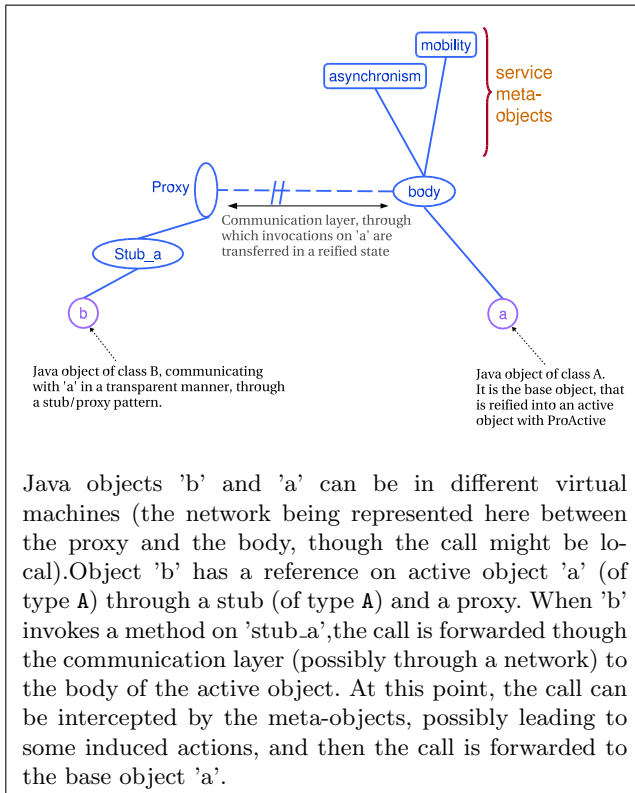 mobility
asynchronism
service
meta-
objects
Proxy
body
Communication layer, through
which invocations on 'a' are
transferred in a reified state
Stub_a
b
a
Java object of class B, communicating
with 'a' in a transparent manner, through
a stub/proxy pattern.
Java object of class A.
It is the base object, that
is reified into an active
object with ProActive
Java objects ’b’ and ’a’ can be in different virtual
machines (the network being represented here between
the proxy and the body, though the call might be lo-
cal).Object ’b’ has a reference on active object ’a’ (of
type A) through a stub (of type A) and a proxy. When ’b’
invokes a method on ’stub_a’,the call is forwarded though
the communication layer (possibly through a network) to
the body of the active object. At this point, the call can
be intercepted by the meta-objects, possibly leading to
some induced actions, and then the call is forwarded to
the base object ’a’.